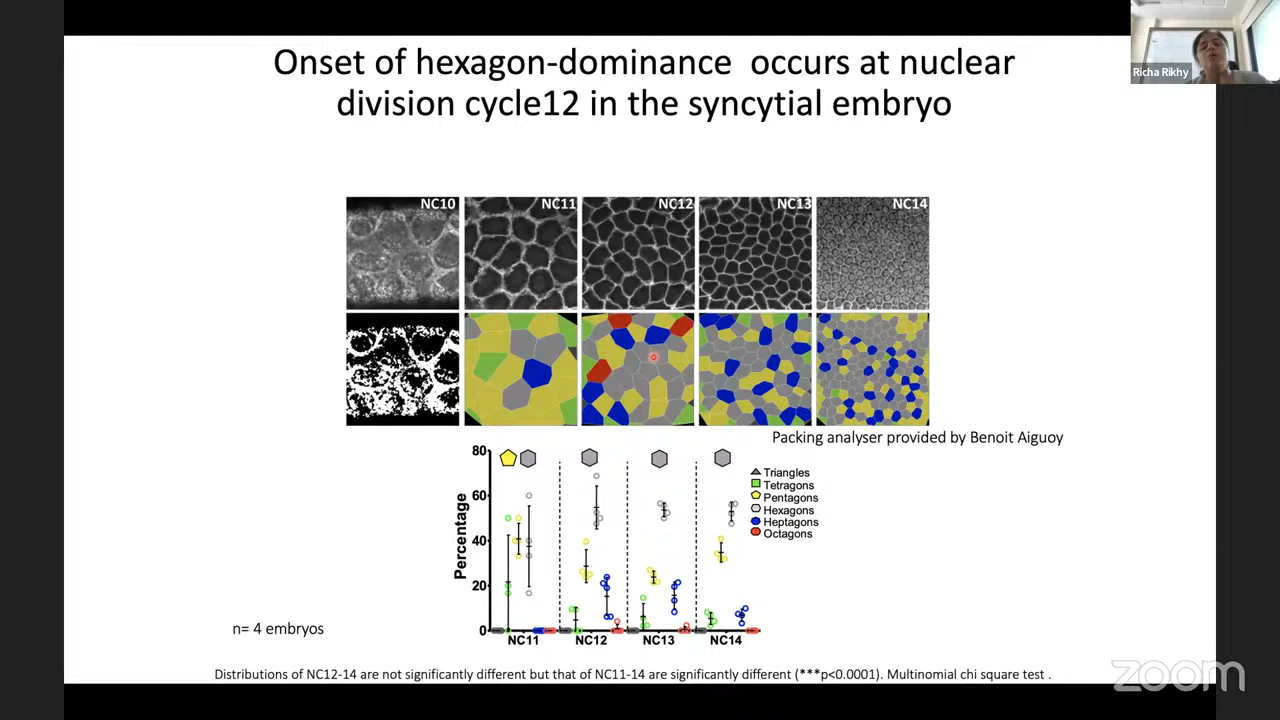 Onset of hexagon-dominance occurs at nuclear
division cycle12 in the syncytial embryo
Richa Rikhy
NC10
NC11
NC12
NC13
NC14
Packing analyser provided by Benoit Aiguoy
80
60
40
20
0
Percentage
NC11
NC12
NC13
NC14
Triangles
Tetragons
Pentagons
Hexagons
Heptagons
Octagons
n= 4 embryos
Distributions of NC12-14 are not significantly different but that of NC11-14 are significantly different (***p<0.0001). Multinomial chi square test .
zoom